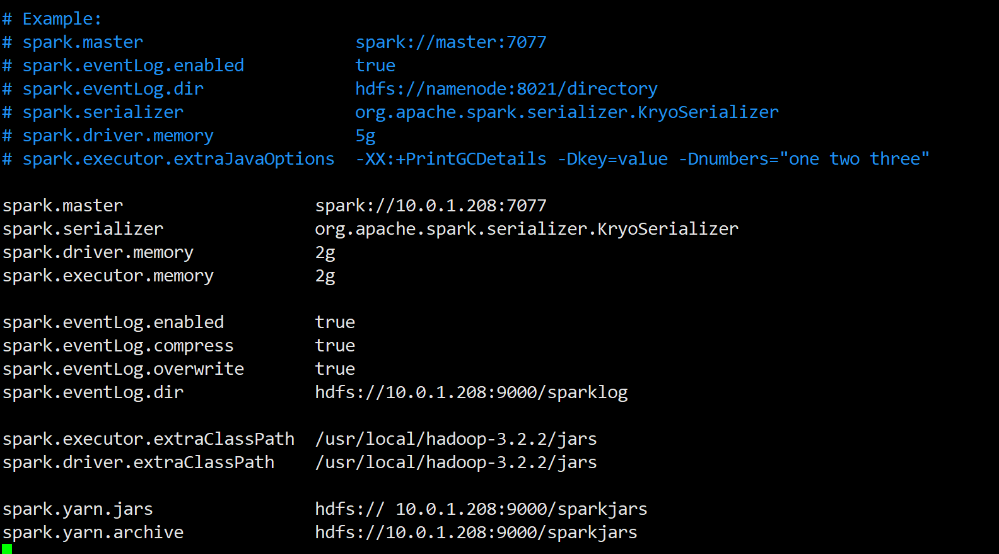 # Example:
# spark.master                     spark://master:7077
# spark.eventLog.enabled           true
# spark.eventLog.dir               hdfs://namenode:8021/directory
# spark.serializer                 org.apache.spark.serializer.KryoSerializer
# spark.driver.memory              5g
# spark.executor.extraJavaOptions  -XX:+PrintGCDetails -Dkey=value -Dnumbers="one two three"
spark.master                   spark://10.0.1.208:7077
spark.serializer               org.apache.spark.serializer.KryoSerializer
spark.driver.memory            2g
spark.executor.memory          2g
spark.eventLog.enabled         true
spark.eventLog.compress        true
spark.eventLog.overwrite       true
spark.eventLog.dir             hdfs://10.0.1.208:9000/sparklog
spark.executor.extraClassPath  /usr/local/hadoop-3.2.2/jars
spark.driver.extraClassPath    /usr/local/hadoop-3.2.2/jars
spark.yarn.jars                hdfs:// 10.0.1.208:9000/sparkjars
spark.yarn.archive             hdfs://10.0.1.208:9000/sparkjars